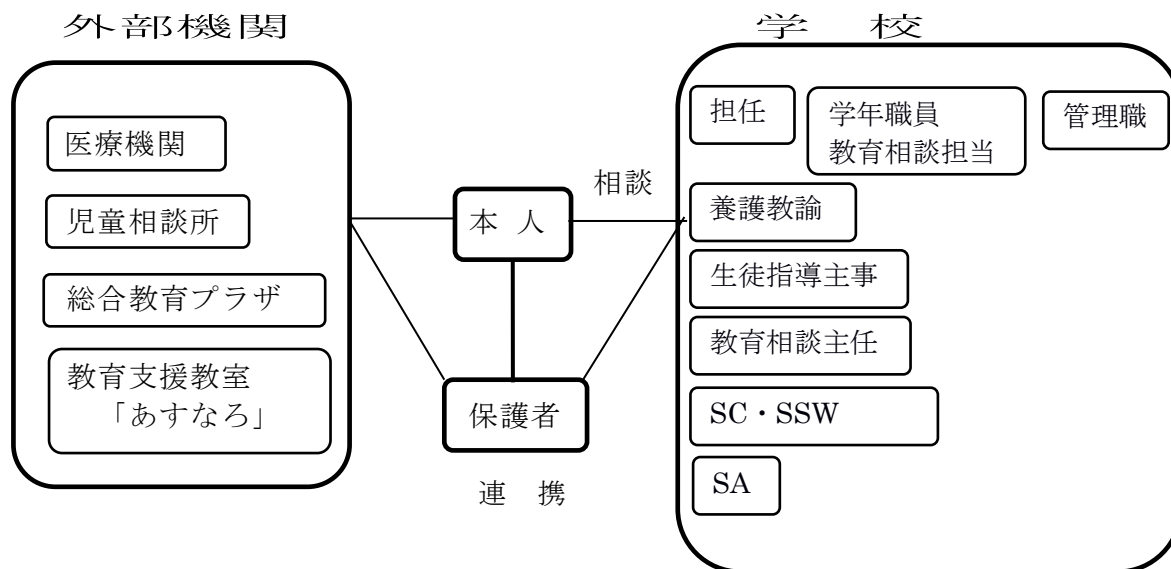 外部機関
医療機関
児童相談所
総合教育プラザ
教育支援教室
「あすなろ」
相談
本 人
保護者
連 携
学 校
担任
学年職員
教育相談担当
管理職
養護教諭
生徒指導主事
教育相談主任
SC・SSW
SA